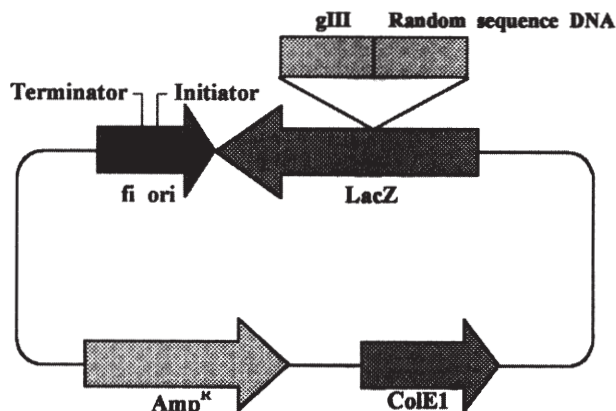 gIII Random sequence DNA
Terminator Initiator
fi ori LacZ
Amp^R ColE1